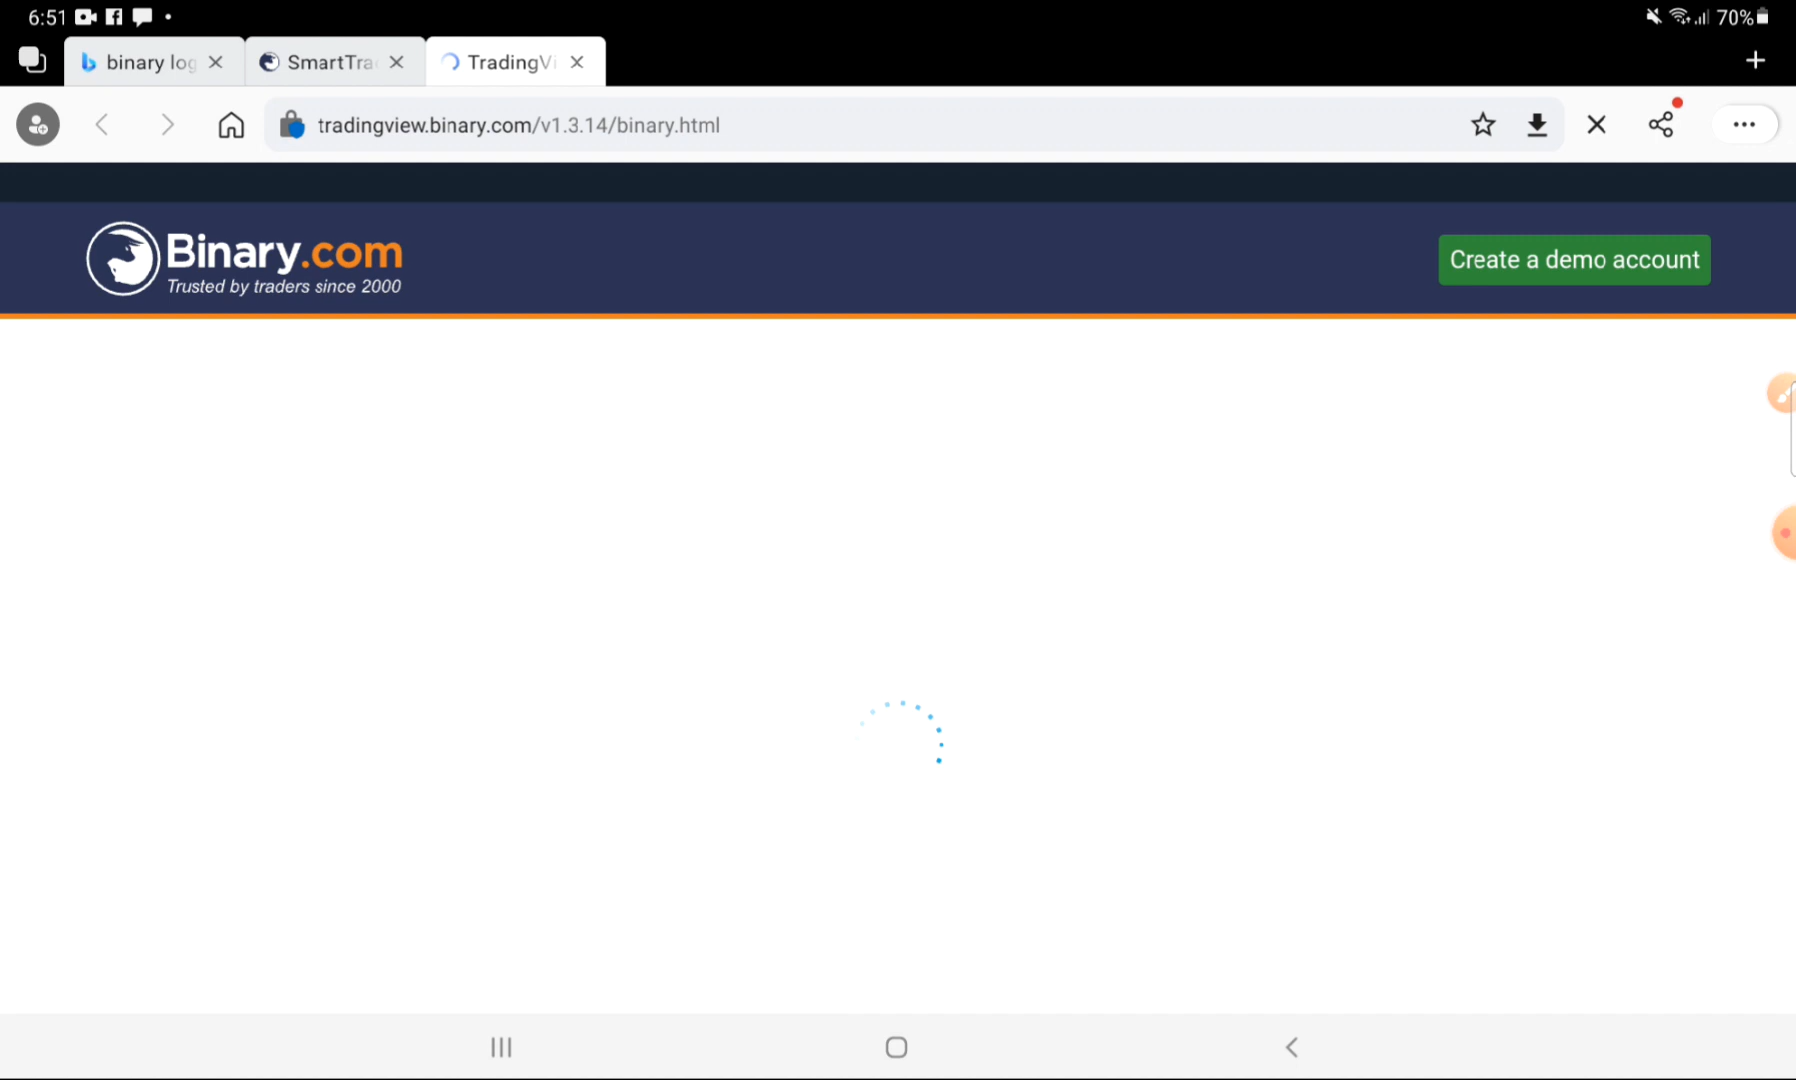 6:51
70%
binary log
SmartTra
TradingVi
tradingview.binary.com/v1.3.14/binary.html
Binary.com
Trusted by traders since 2000
Create a demo account